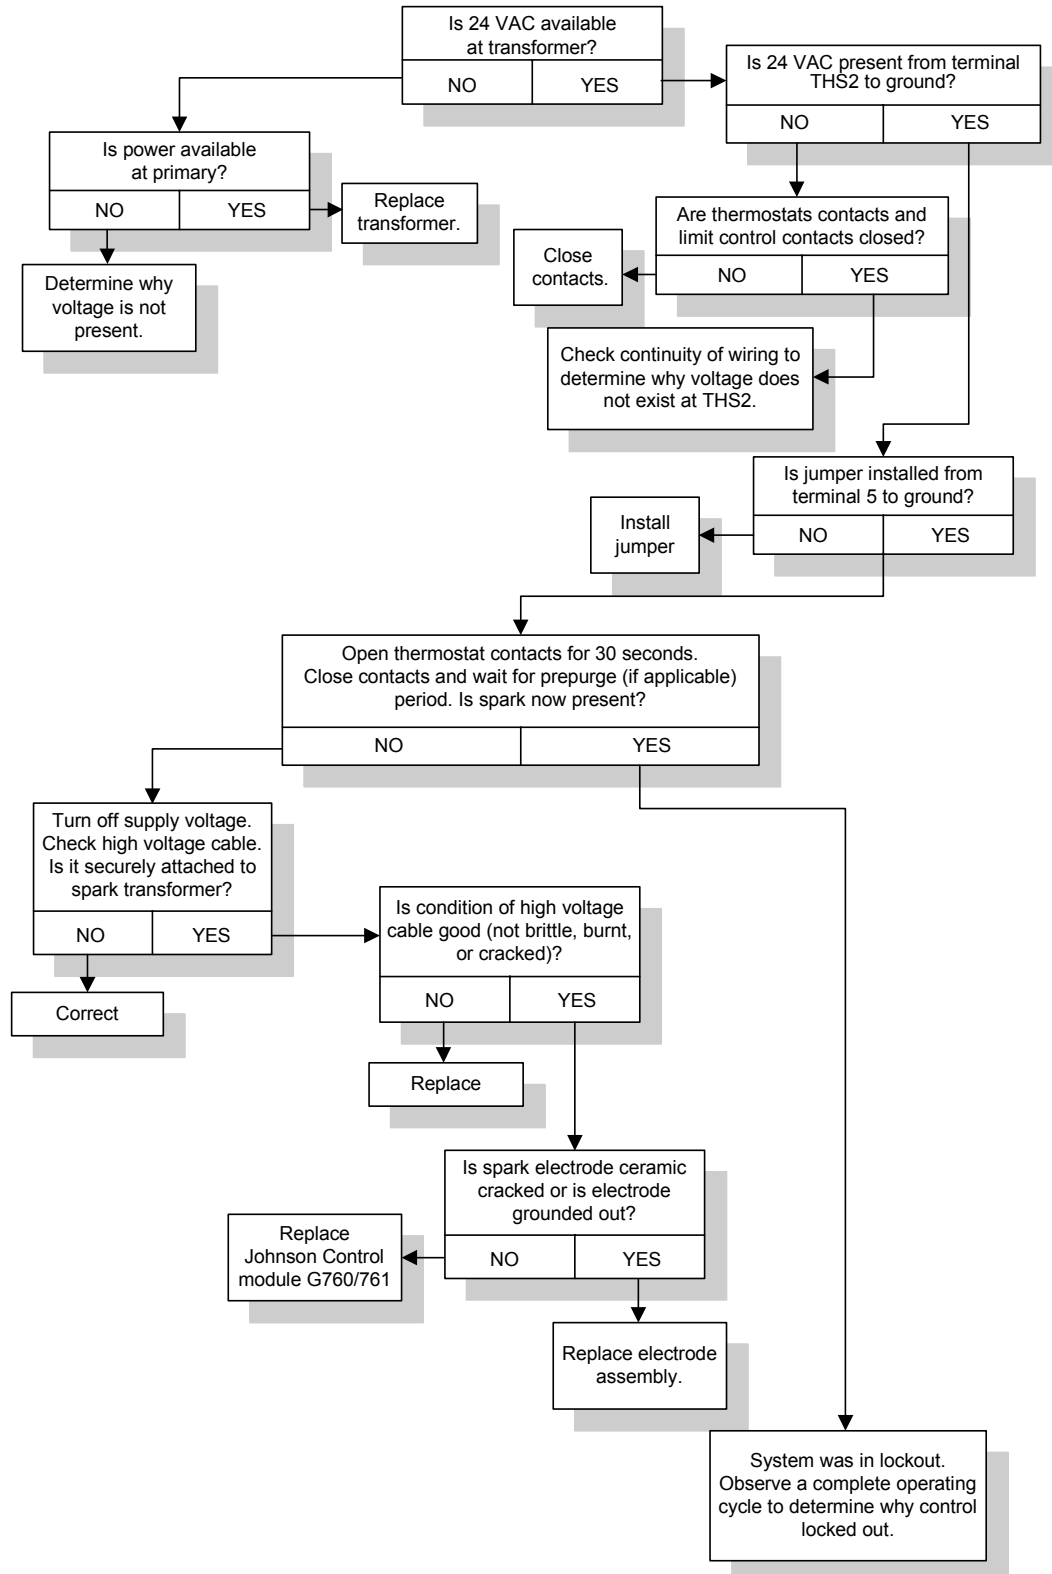 Is 24 VAC available
at transformer?
NO
YES
Is 24 VAC present from terminal
THS2 to ground?
NO
YES
Is power available
at primary?
NO
YES
Replace
transformer.
Determine why
voltage is not
present.
Are thermostats contacts and
limit control contacts closed?
NO
YES
Close
contacts.
Check continuity of wiring to
determine why voltage does
not exist at THS2.
Is jumper installed from
terminal 5 to ground?
NO
YES
Install
jumper
Open thermostat contacts for 30 seconds.
Close contacts and wait for prepurge (if applicable)
period. Is spark now present?
NO
YES
Turn off supply voltage.
Check high voltage cable.
Is it securely attached to
spark transformer?
NO
YES
Correct
Is condition of high voltage
cable good (not brittle, burnt,
or cracked)?
NO
YES
Replace
Is spark electrode ceramic
cracked or is electrode
grounded out?
NO
YES
Replace
Johnson Control
module G760/761
Replace electrode
assembly.
System was in lockout.
Observe a complete operating
cycle to determine why control
locked out.